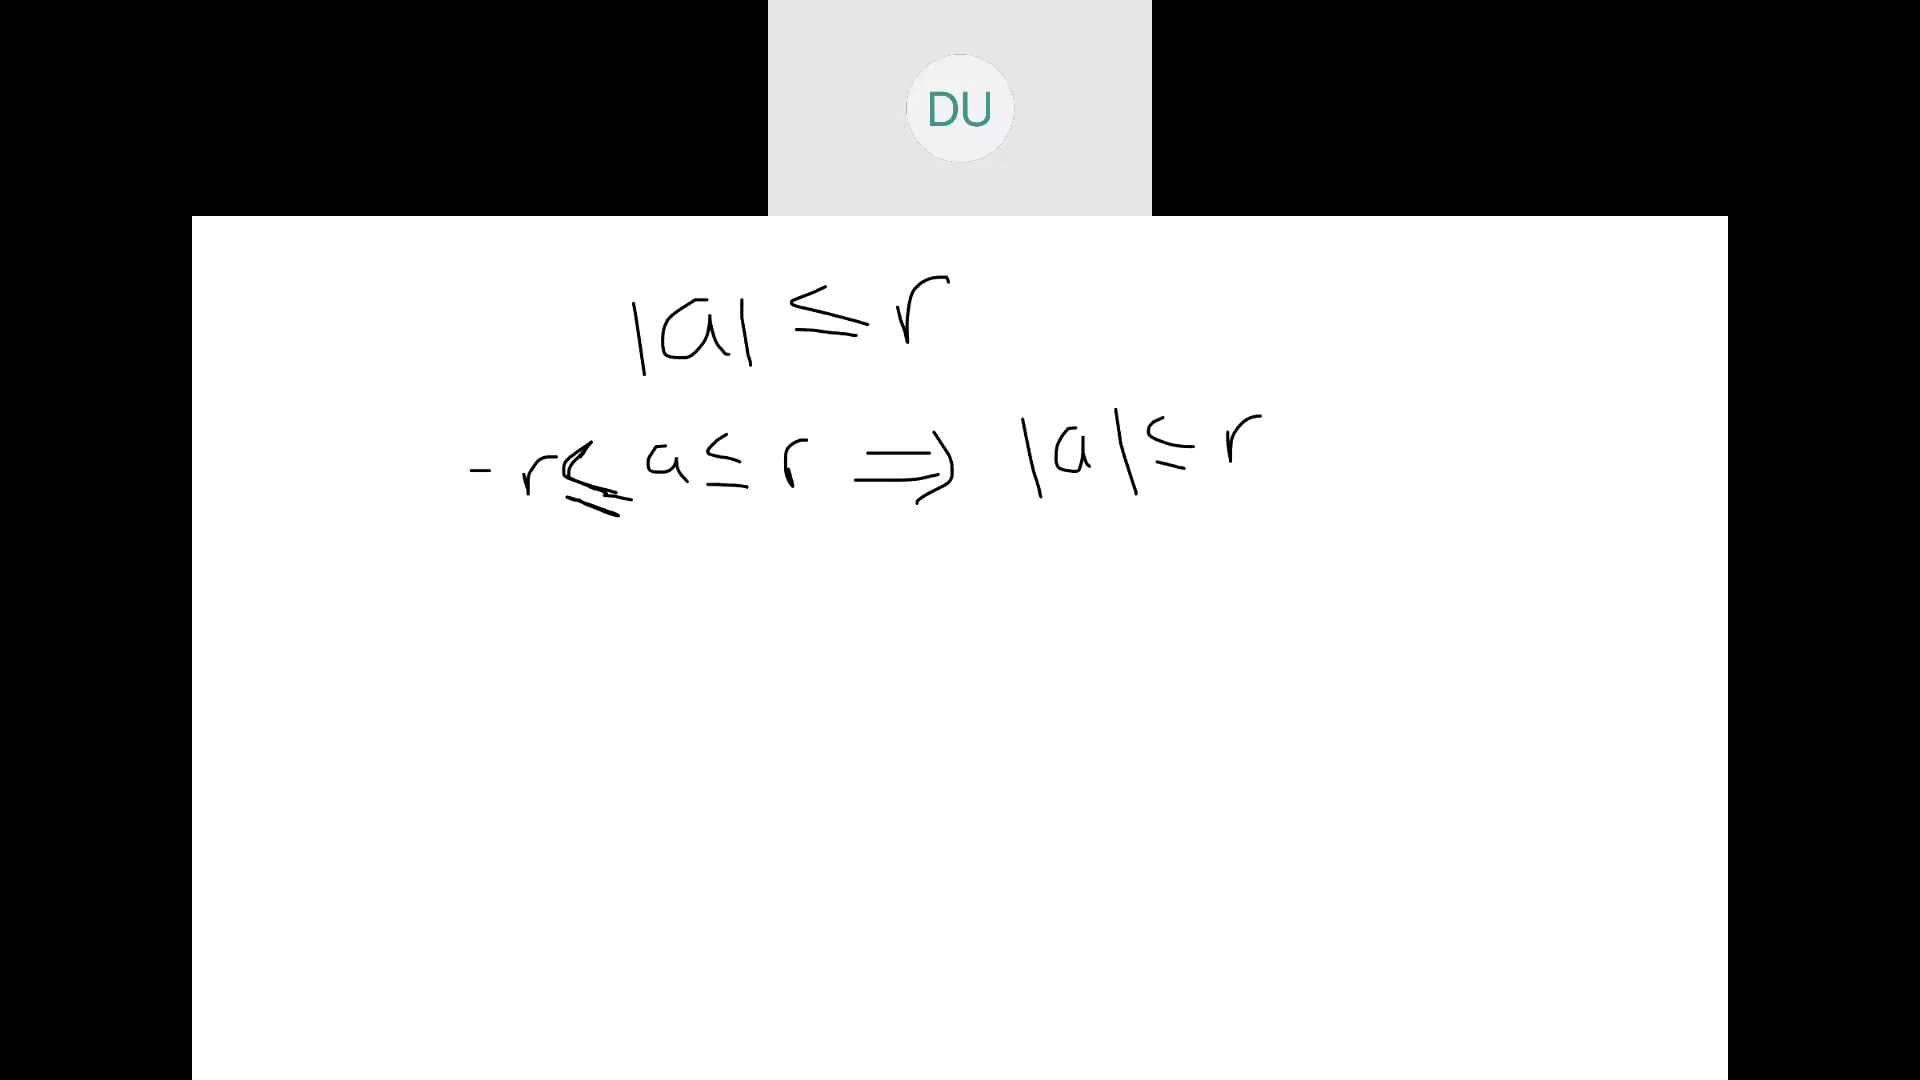 DU
|a| ≤ r
- r ≤ a ≤ r ⇒ |a| ≤ r